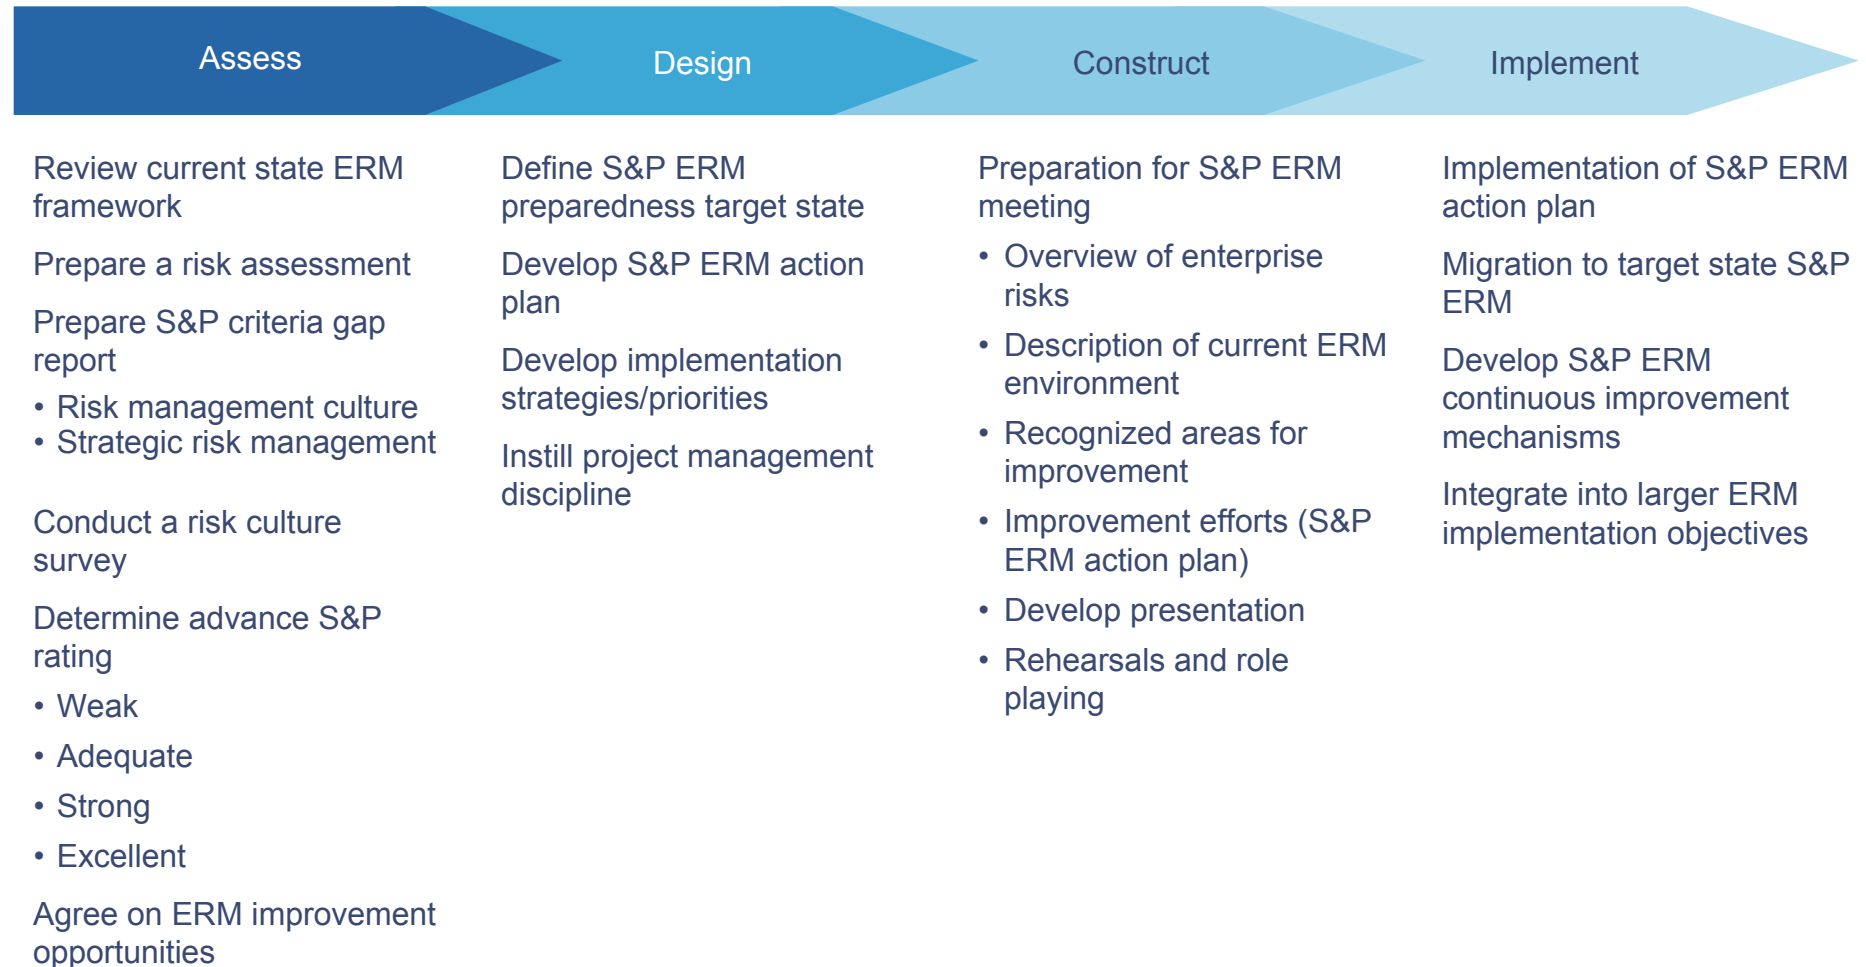 Assess
Design
Construct
Implement
Review current state ERM
framework
Prepare a risk assessment
Prepare S&P criteria gap
report
• Risk management culture
• Strategic risk management
Conduct a risk culture
survey
Determine advance S&P
rating
• Weak
• Adequate
• Strong
• Excellent
Agree on ERM improvement
opportunities
Define S&P ERM
preparedness target state
Develop S&P ERM action
plan
Develop implementation
strategies/priorities
Instill project management
discipline
Preparation for S&P ERM
meeting
• Overview of enterprise
risks
• Description of current ERM
environment
• Recognized areas for
improvement
• Improvement efforts (S&P
ERM action plan)
• Develop presentation
• Rehearsals and role
playing
Implementation of S&P ERM
action plan
Migration to target state S&P
ERM
Develop S&P ERM
continuous improvement
mechanisms
Integrate into larger ERM
implementation objectives